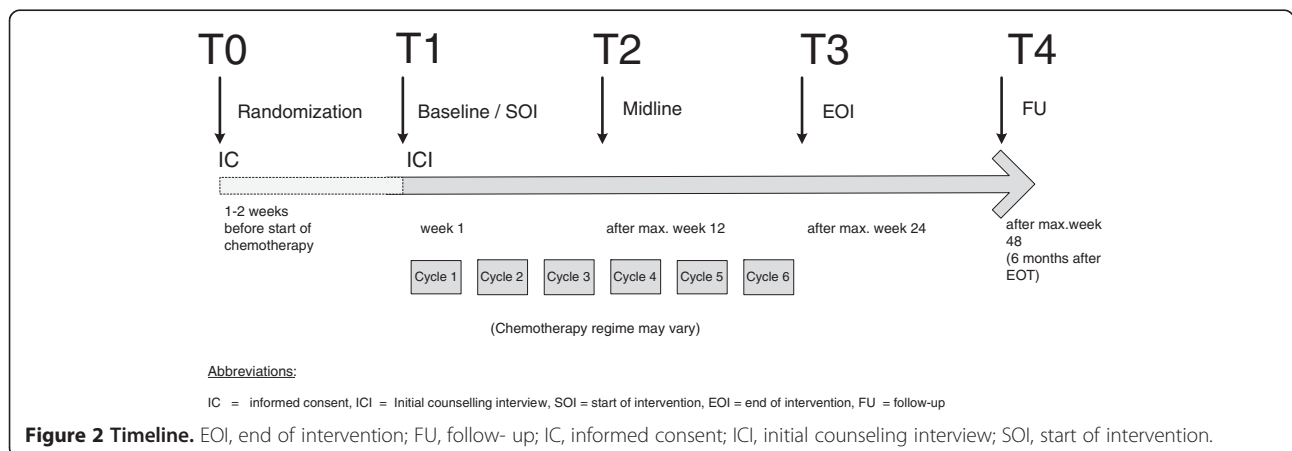 T0 T1 T2 T3 T4
Randomization Baseline / SOI Midline EOI FU
IC ICI
1-2 weeks
before start of
chemotherapy
week 1 after max. week 12 after max. week 24 after max.week
48
(6 months after
EOT)
Cycle 1 Cycle 2 Cycle 3 Cycle 4 Cycle 5 Cycle 6
(Chemotherapy regime may vary)
Abbreviations:
IC = informed consent, ICI = Initial counselling interview, SOI = start of intervention, EOI = end of intervention, FU = follow-up
Figure 2 Timeline. EOI, end of intervention; FU, follow- up; IC, informed consent; ICI, initial counseling interview; SOI, start of intervention.